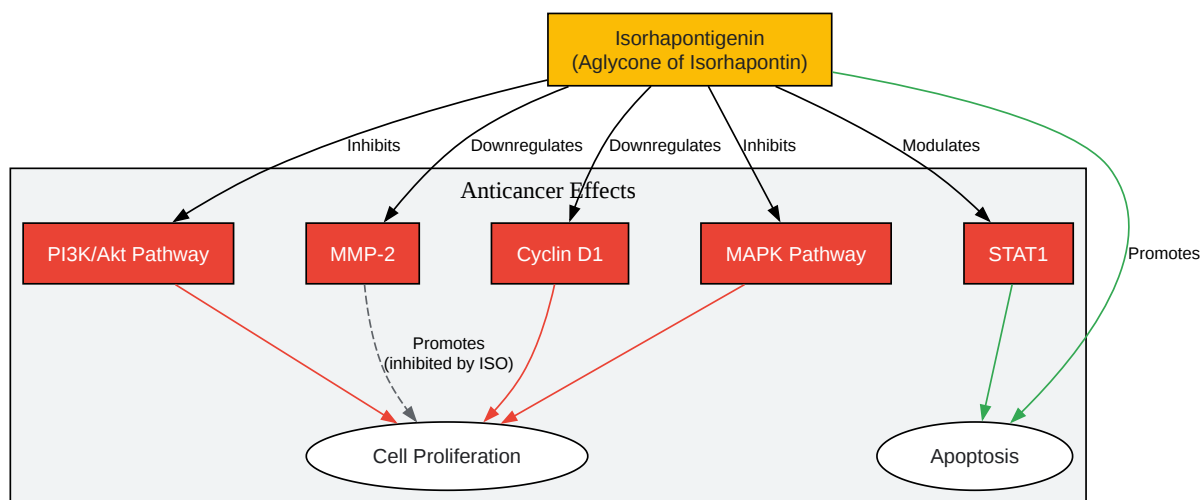 Isorhapontigenin
(Aglycone of Isorhapontin)
Inhibits
Downregulates
Downregulates
Inhibits
Modulates
Anticancer Effects
PI3K/Akt Pathway
MMP-2
Cyclin D1
MAPK Pathway
STAT1
Promotes
Promotes
(inhibited by ISO)
Cell Proliferation
Apoptosis